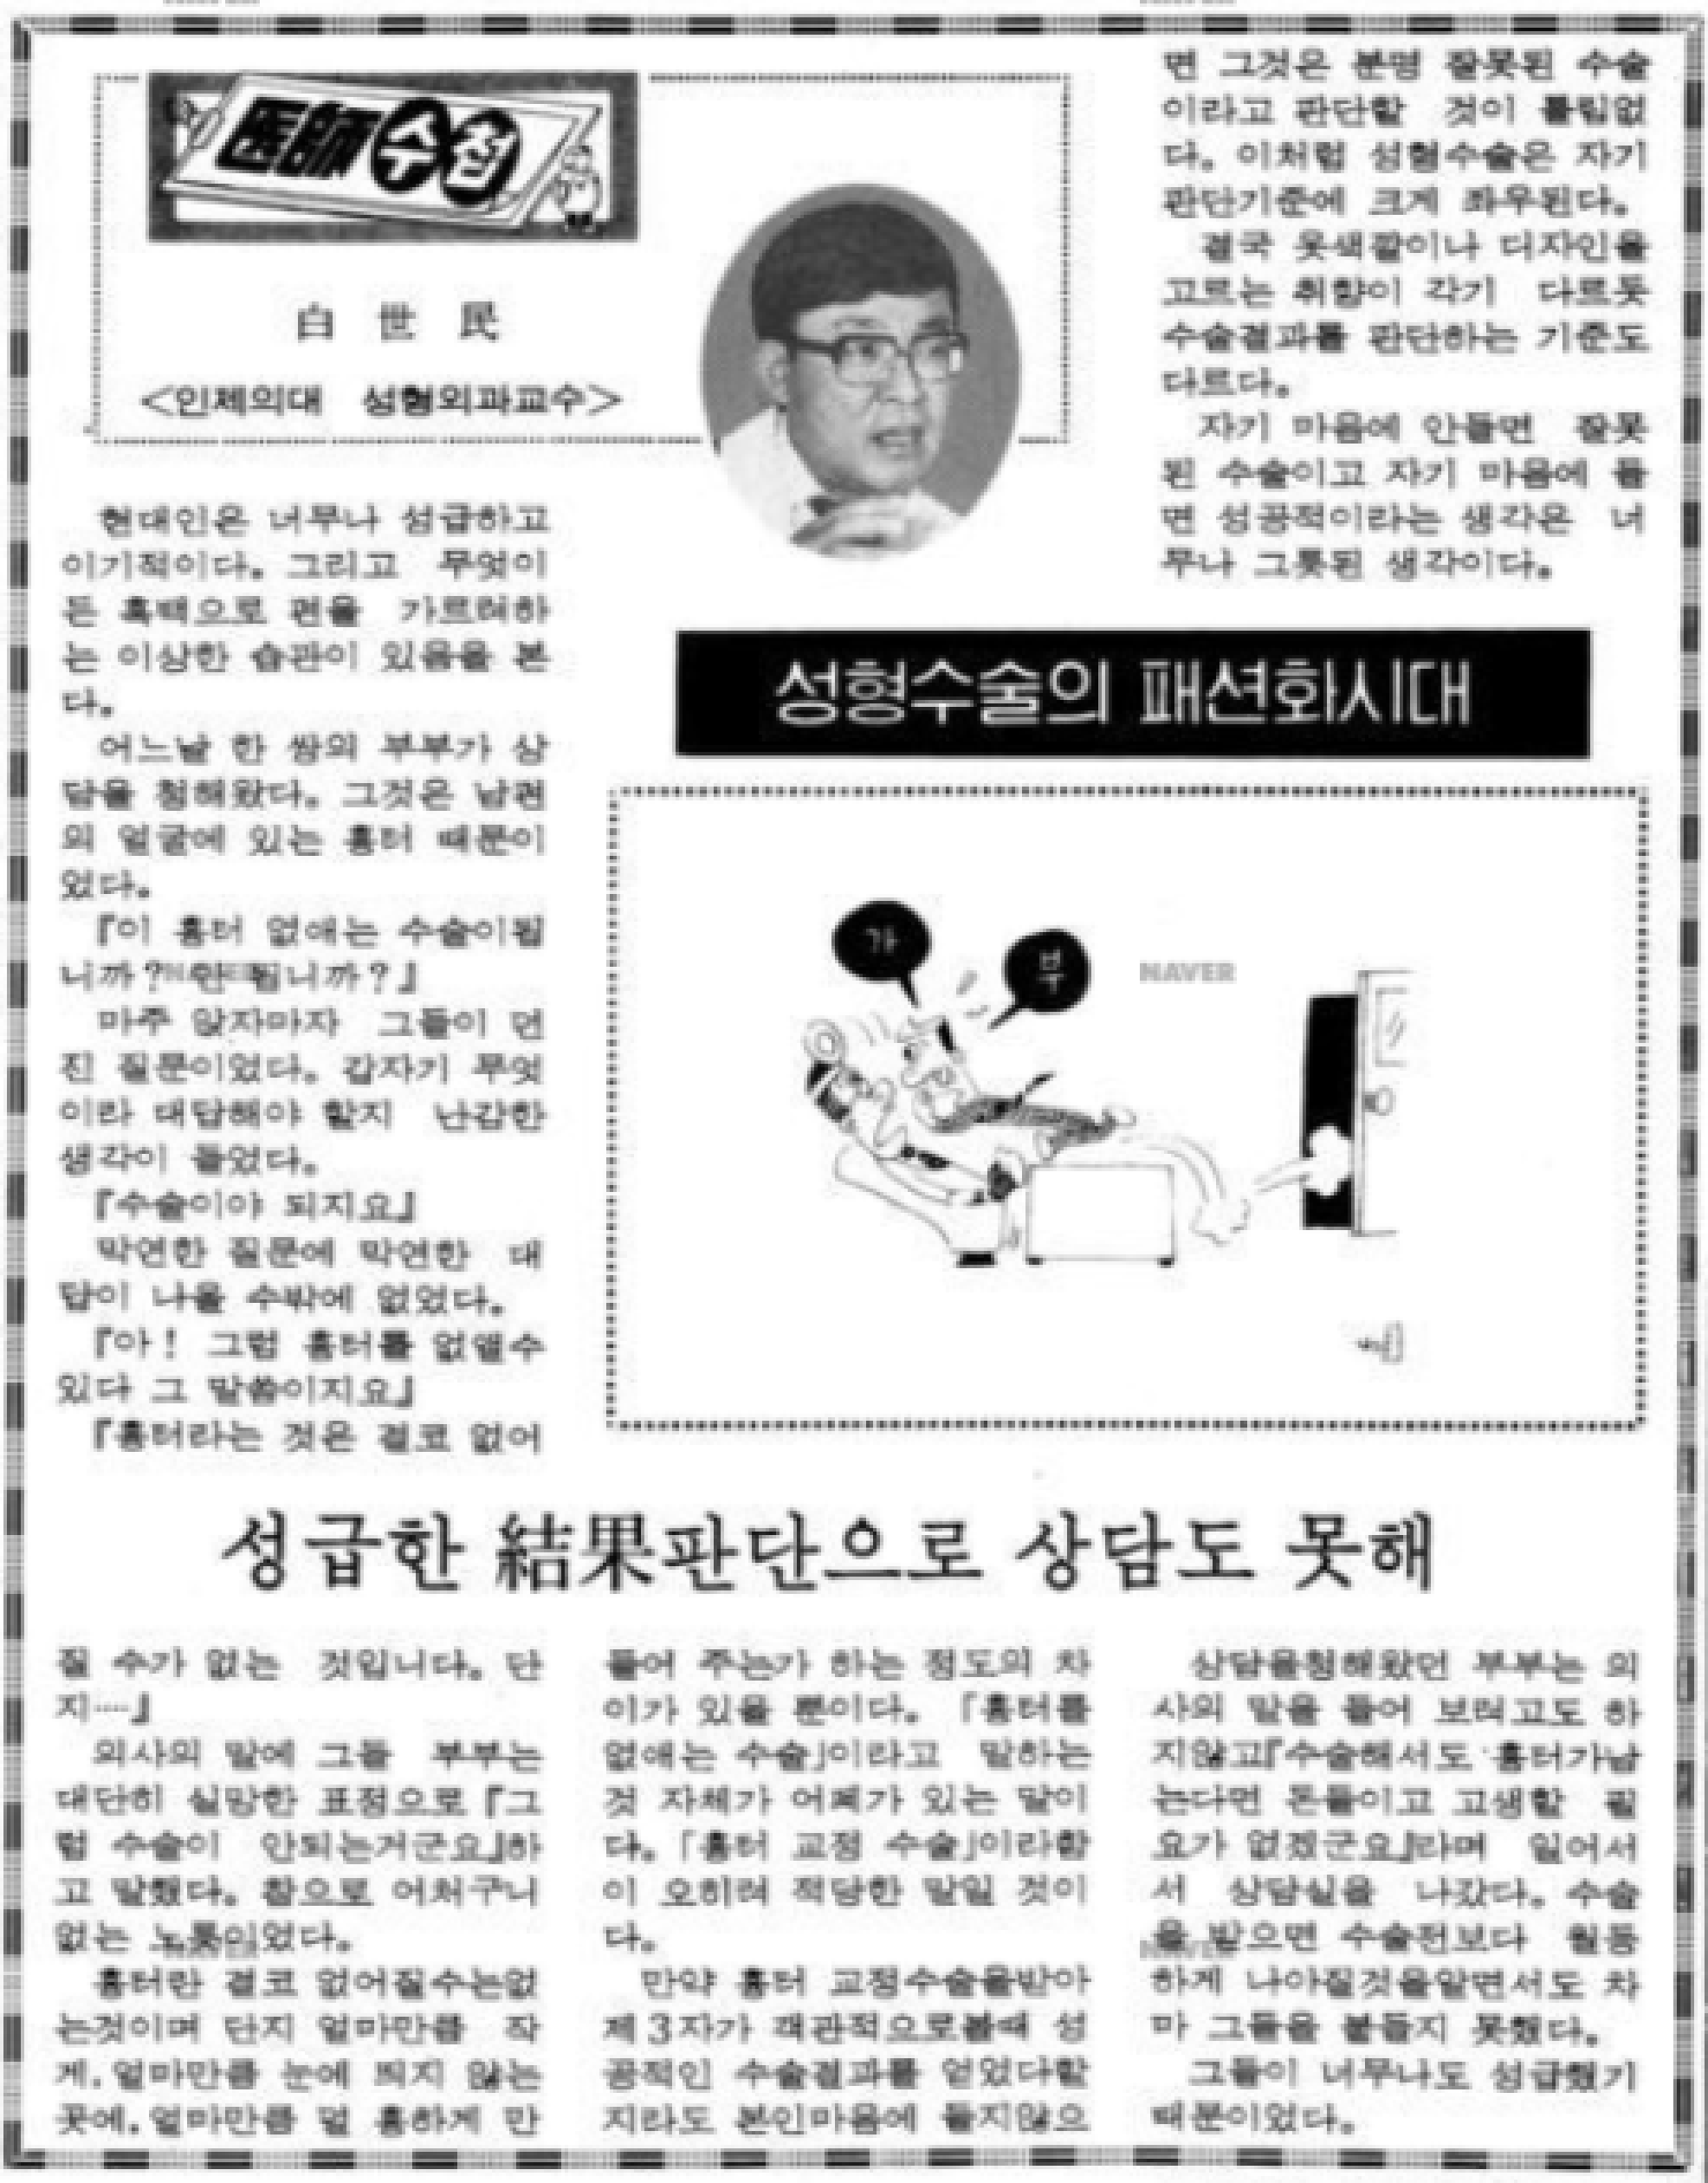 医師수첩
白世民
<인제의대 성형외과교수>
현대인은 너무나 성급하고
이기적이다. 그리고 무엇이
든 흑백으로 편을 가르려하
는 이상한 습관이 있음을 본
다.
어느날 한 쌍의 부부가 상
담을 청해왔다. 그것은 남편
의 얼굴에 있는 흉터 때문이
었다.
『이 흉터 없애는 수술이됩
니까? 안 됩니까?』
마주 앉자마자 그들이 던
진 질문이었다. 갑자기 무엇
이라 대답해야 할지 난감한
생각이 들었다.
『수술이야 되지요』
막연한 질문에 막연한 대
답이 나올 수밖에 없었다.
『아! 그럼 흉터를 없앨수
있다 그 말씀이지요』
『흉터라는 것은 결코 없어
성급한 結果판단으로 상담도 못해
질 수가 없는 것입니다. 단
지…』
의사의 말에 그들 부부는
대단히 실망한 표정으로 『그
럼 수술이 안되는거군요』하
고 말했다. 참으로 어처구니
없는 노릇이었다.
흉터란 결코 없어질수는없
는것이며 단지 얼마만큼 작
게. 얼마만큼 눈에 띄지 않는
곳에. 얼마만큼 덜 흉하게 만
들어 주는가 하는 정도의 차
이가 있을 뿐이다. 「흉터를
없애는 수술」이라고 말하는
것 자체가 어폐가 있는 말이
다. 「흉터 교정 수술」이라함
이 오히려 적당한 말일 것이
다.
만약 흉터 교정수술을받아
제3자가 객관적으로볼때 성
공적인 수술결과를 얻었다할
지라도 본인마음에 들지않으
면 그것은 분명 잘못된 수술
이라고 판단할 것이 틀림없
다. 이처럼 성형수술은 자기
판단기준에 크게 좌우된다.
결국 옷색깔이나 디자인을
고르는 취향이 각기 다르듯
수술결과를 판단하는 기준도
다르다.
자기 마음에 안들면 잘못
된 수술이고 자기 마음에 들
면 성공적이라는 생각은 너
무나 그릇된 생각이다.
성형수술의 패션화시대
가
부
NAVER
상담을청해왔던 부부는 의
사의 말을 들어 보려고도 하
지않고『수술해서도 흉터가남
는다면 돈들이고 고생할 필
요가 없겠군요』라며 일어서
서 상담실을 나갔다. 수술
을 받으면 수술전보다 월등
하게 나아질것을알면서도 차
마 그들을 붙들지 못했다.
그들이 너무나도 성급했기
때문이었다.